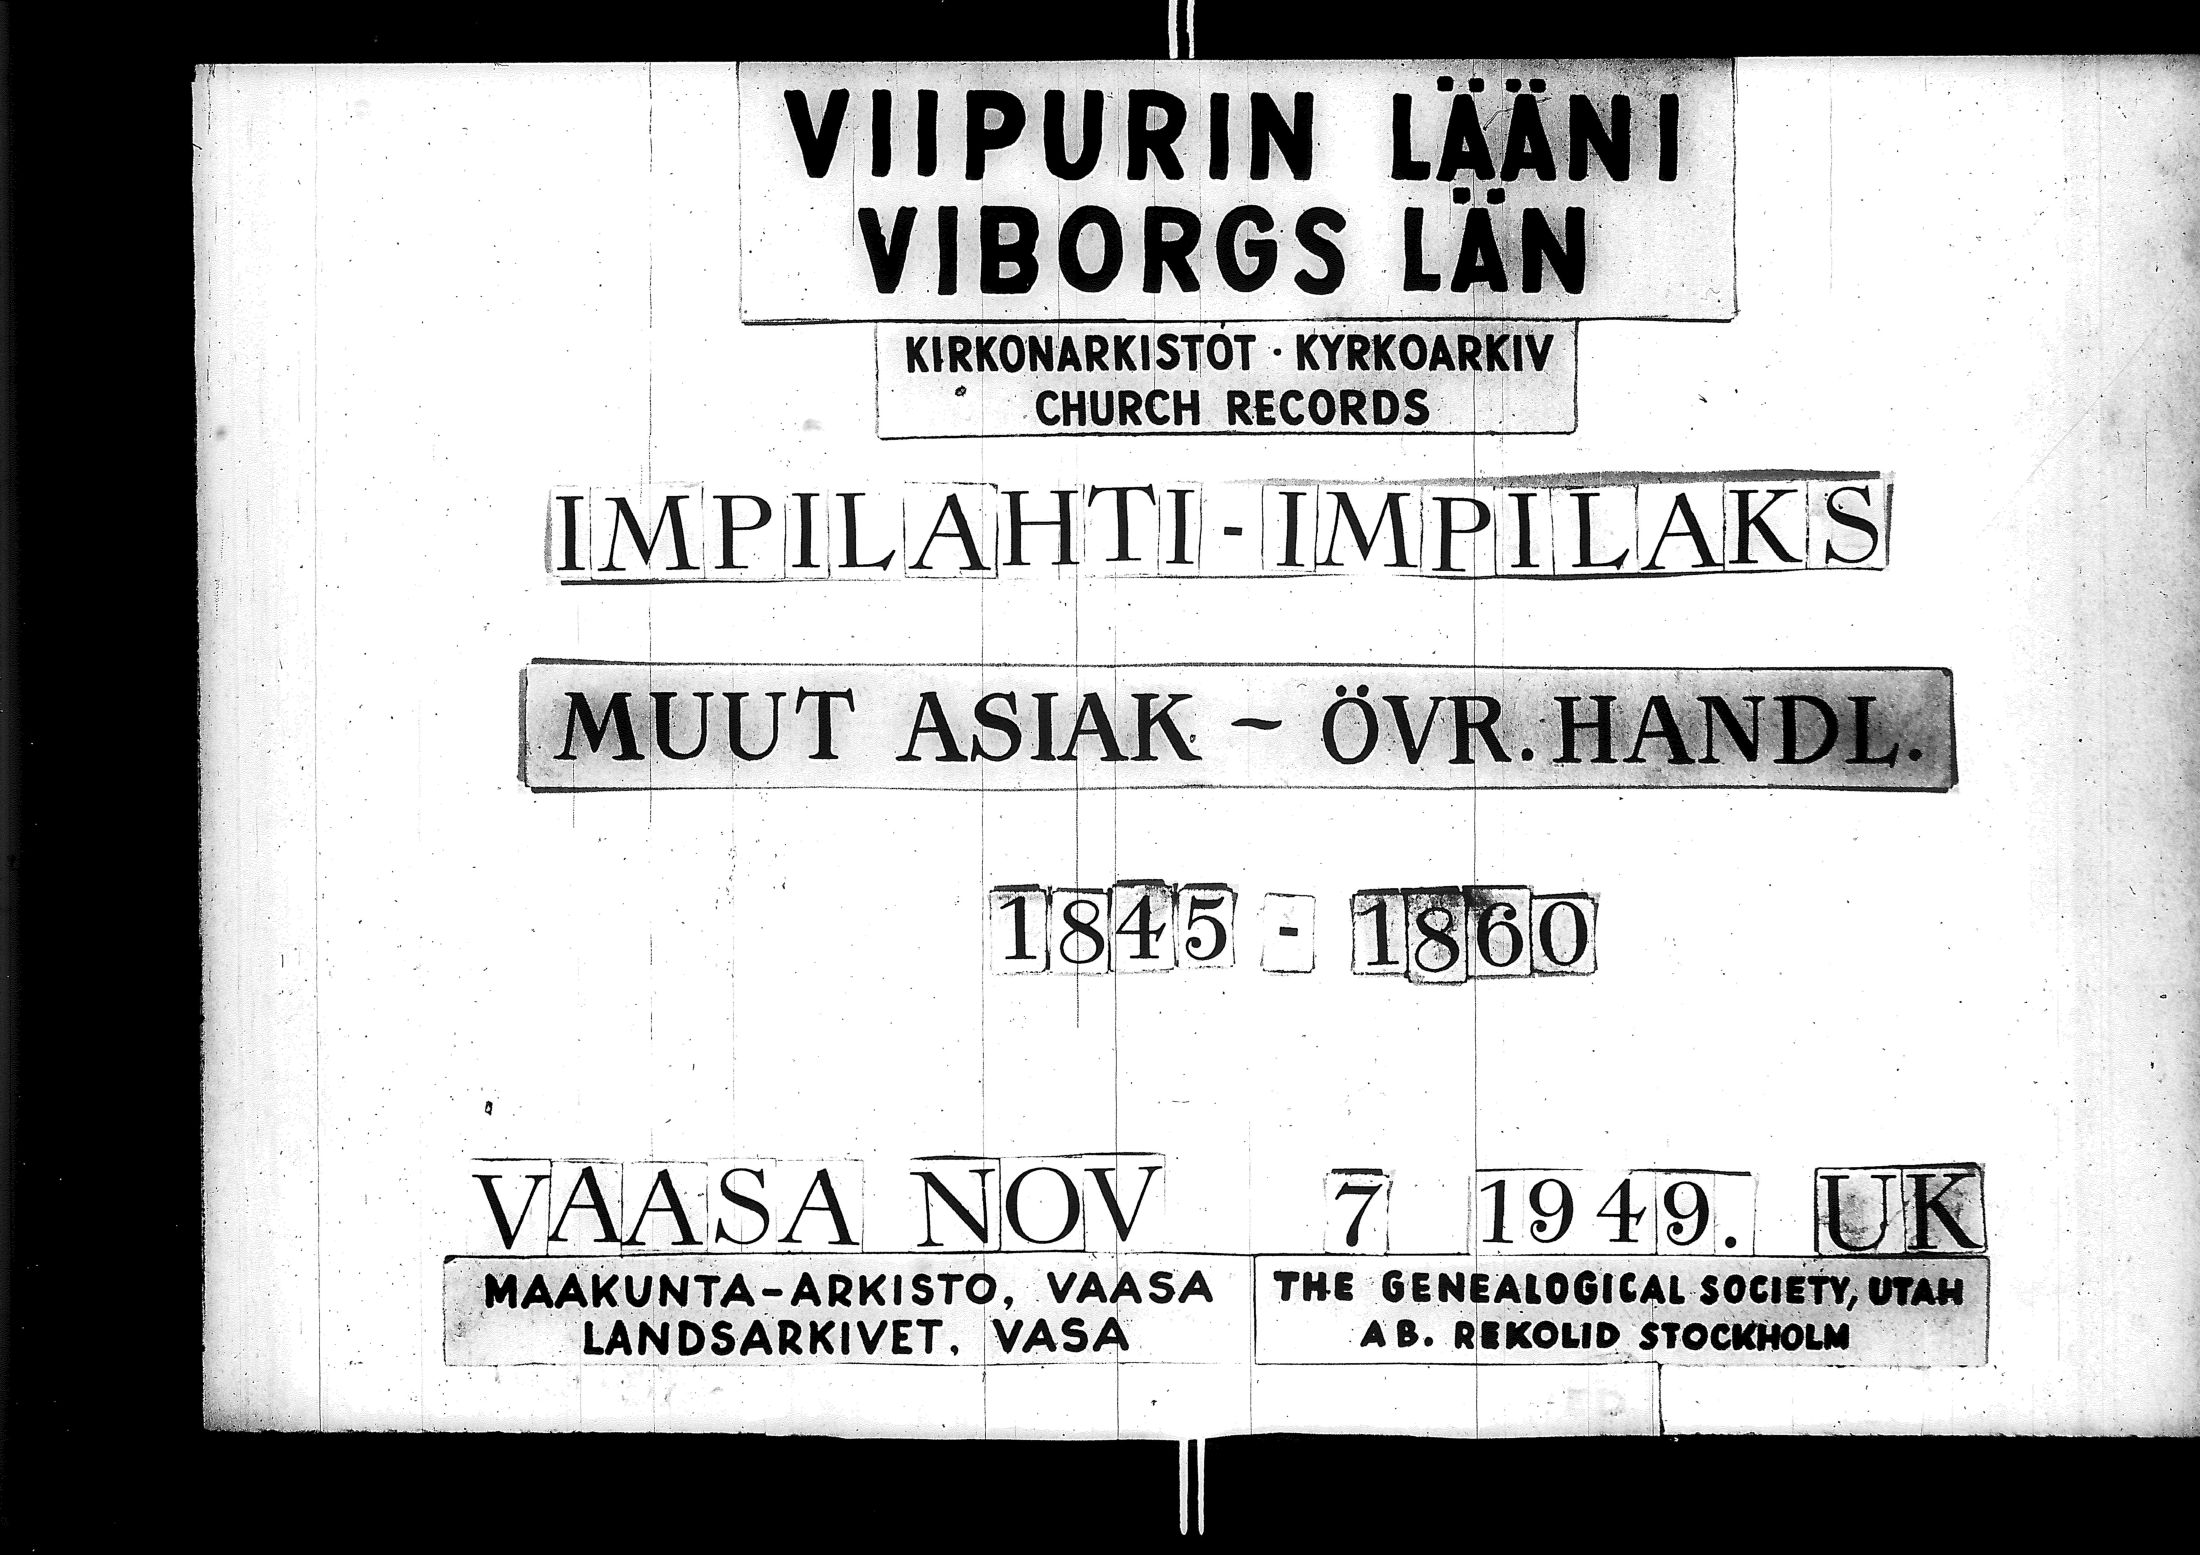 VIIPURIN LÄÄNI
VIBORGS LÄN
KIRKONARKISTOT · KYRKOARKIV
CHURCH RECORDS
IMPILAHTI-IMPILAKS
MUUT ASIAK. ~ ÖVR. HANDL.
1845 - 1860
VAASA NOV 7 1949. UK
MAAKUNTA-ARKISTO, VAASA
LANDSARKIVET, VASA
THE GENEALOGICAL SOCIETY, UTAH
AB. REKOLID STOCKHOLM